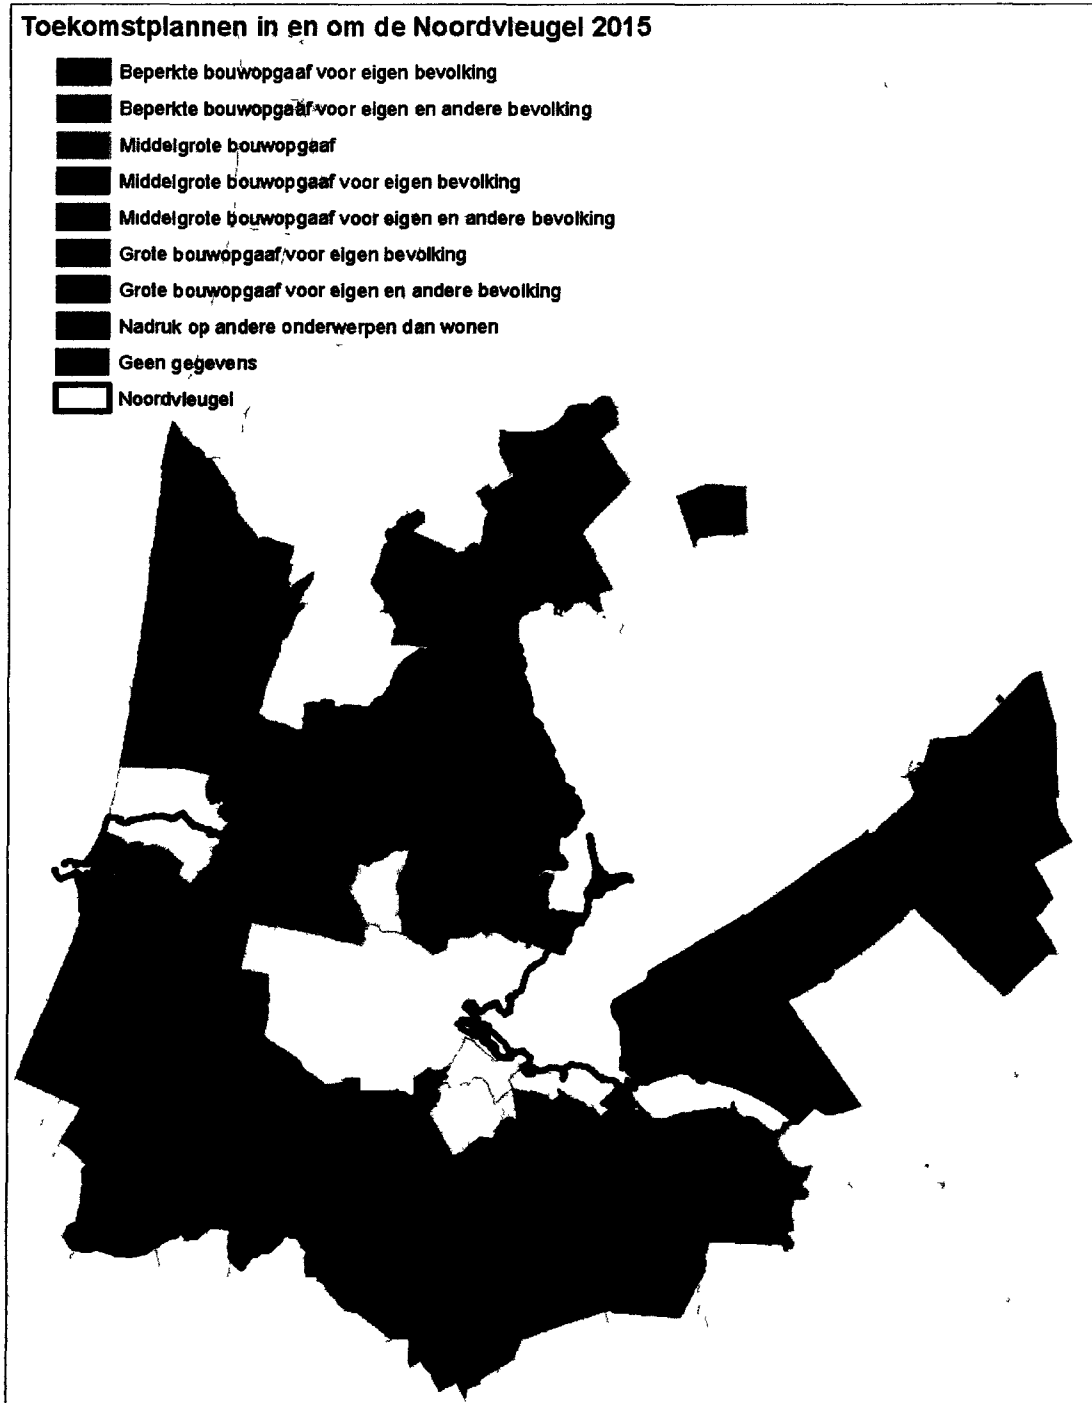 Toekomstplannen in en om de Noordvleugel 2015
Beperkte bouwopgaaf voor eigen bevolking
Beperkte bouwopgaaf voor eigen en andere bevolking
Middelgrote bouwopgaaf
Middelgrote bouwopgaaf voor eigen bevolking
Middelgrote bouwopgaaf voor eigen en andere bevolking
Grote bouwopgaaf voor eigen bevolking
Grote bouwopgaaf voor eigen en andere bevolking
Nadruk op andere onderwerpen dan wonen
Geen gegevens
Noordvleugel